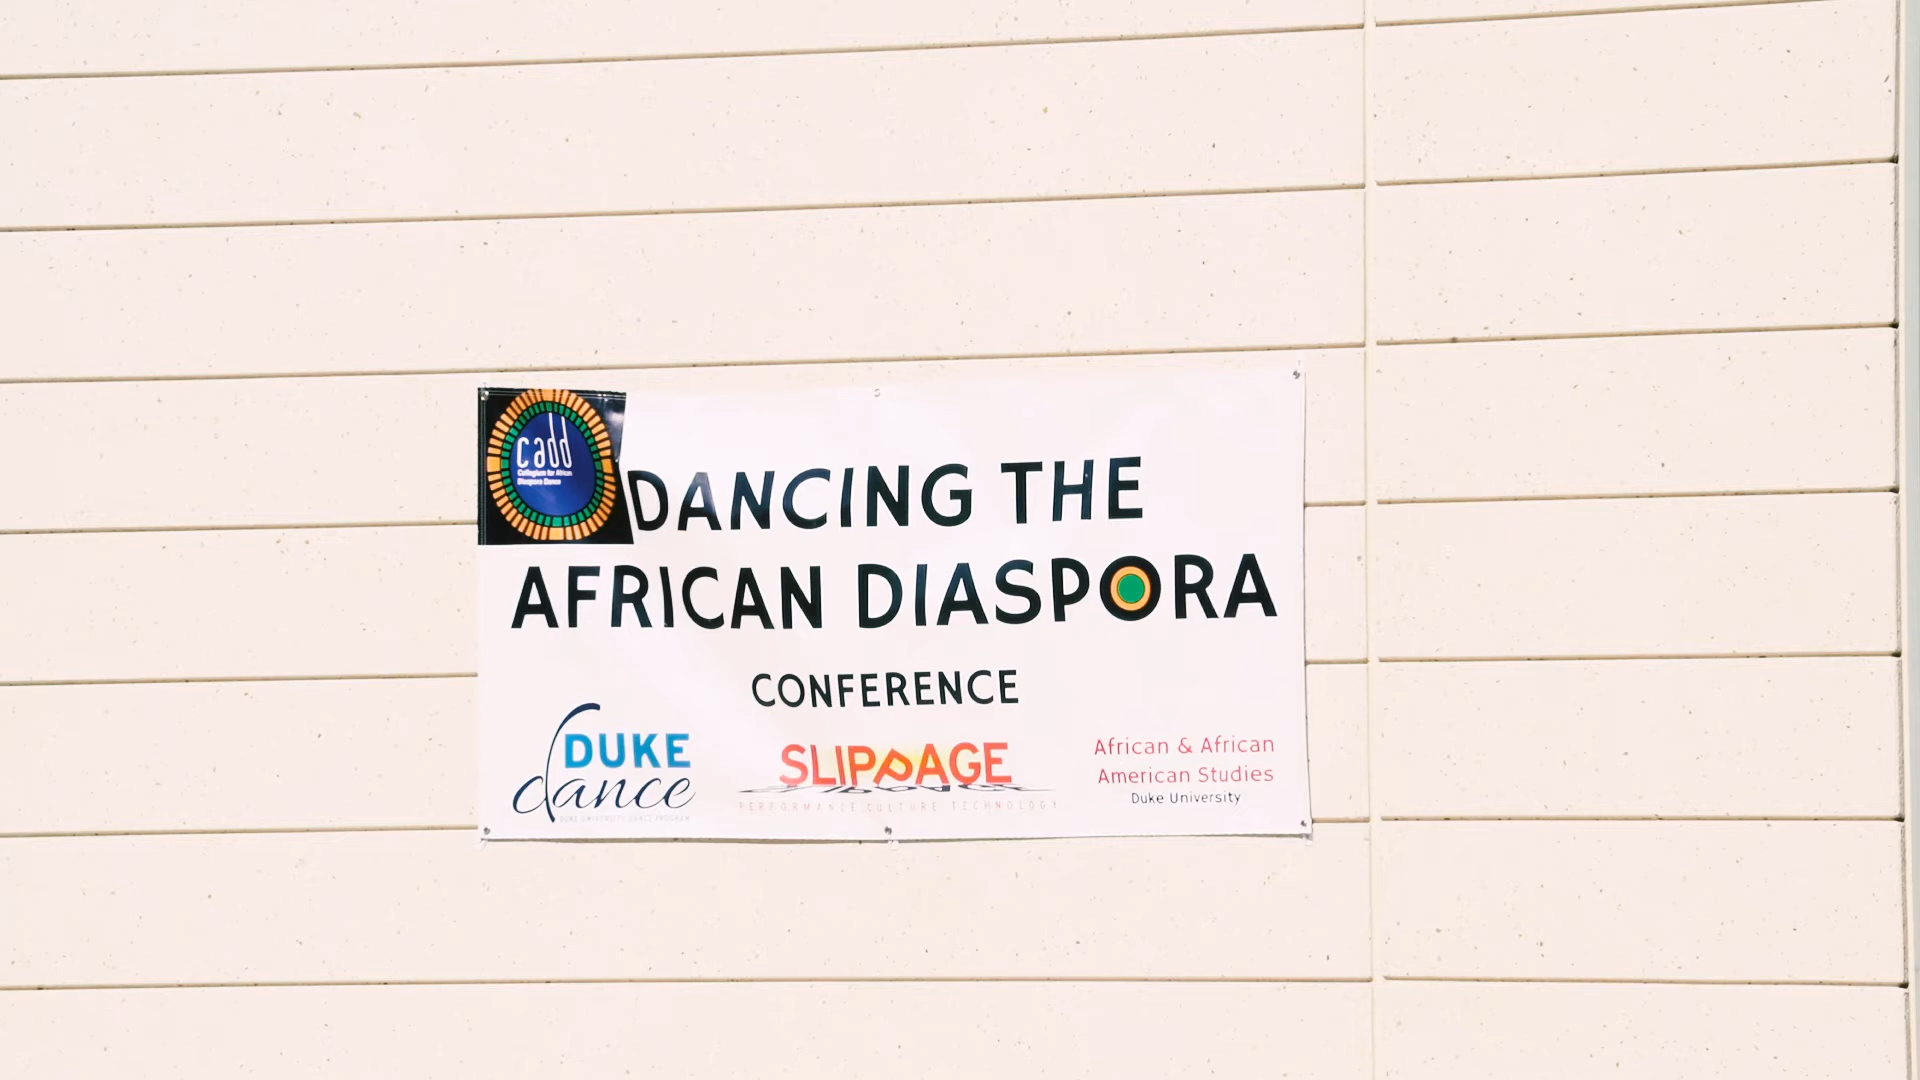 cadd
Collegium for African
Diaspora Dance
DANCING THE
AFRICAN DIASPORA
CONFERENCE
DUKE
dance
DUKE UNIVERSITY DANCE PROGRAM
SLIPPAGE
PERFORMANCE CULTURE TECHNOLOGY
African & African
American Studies
Duke University